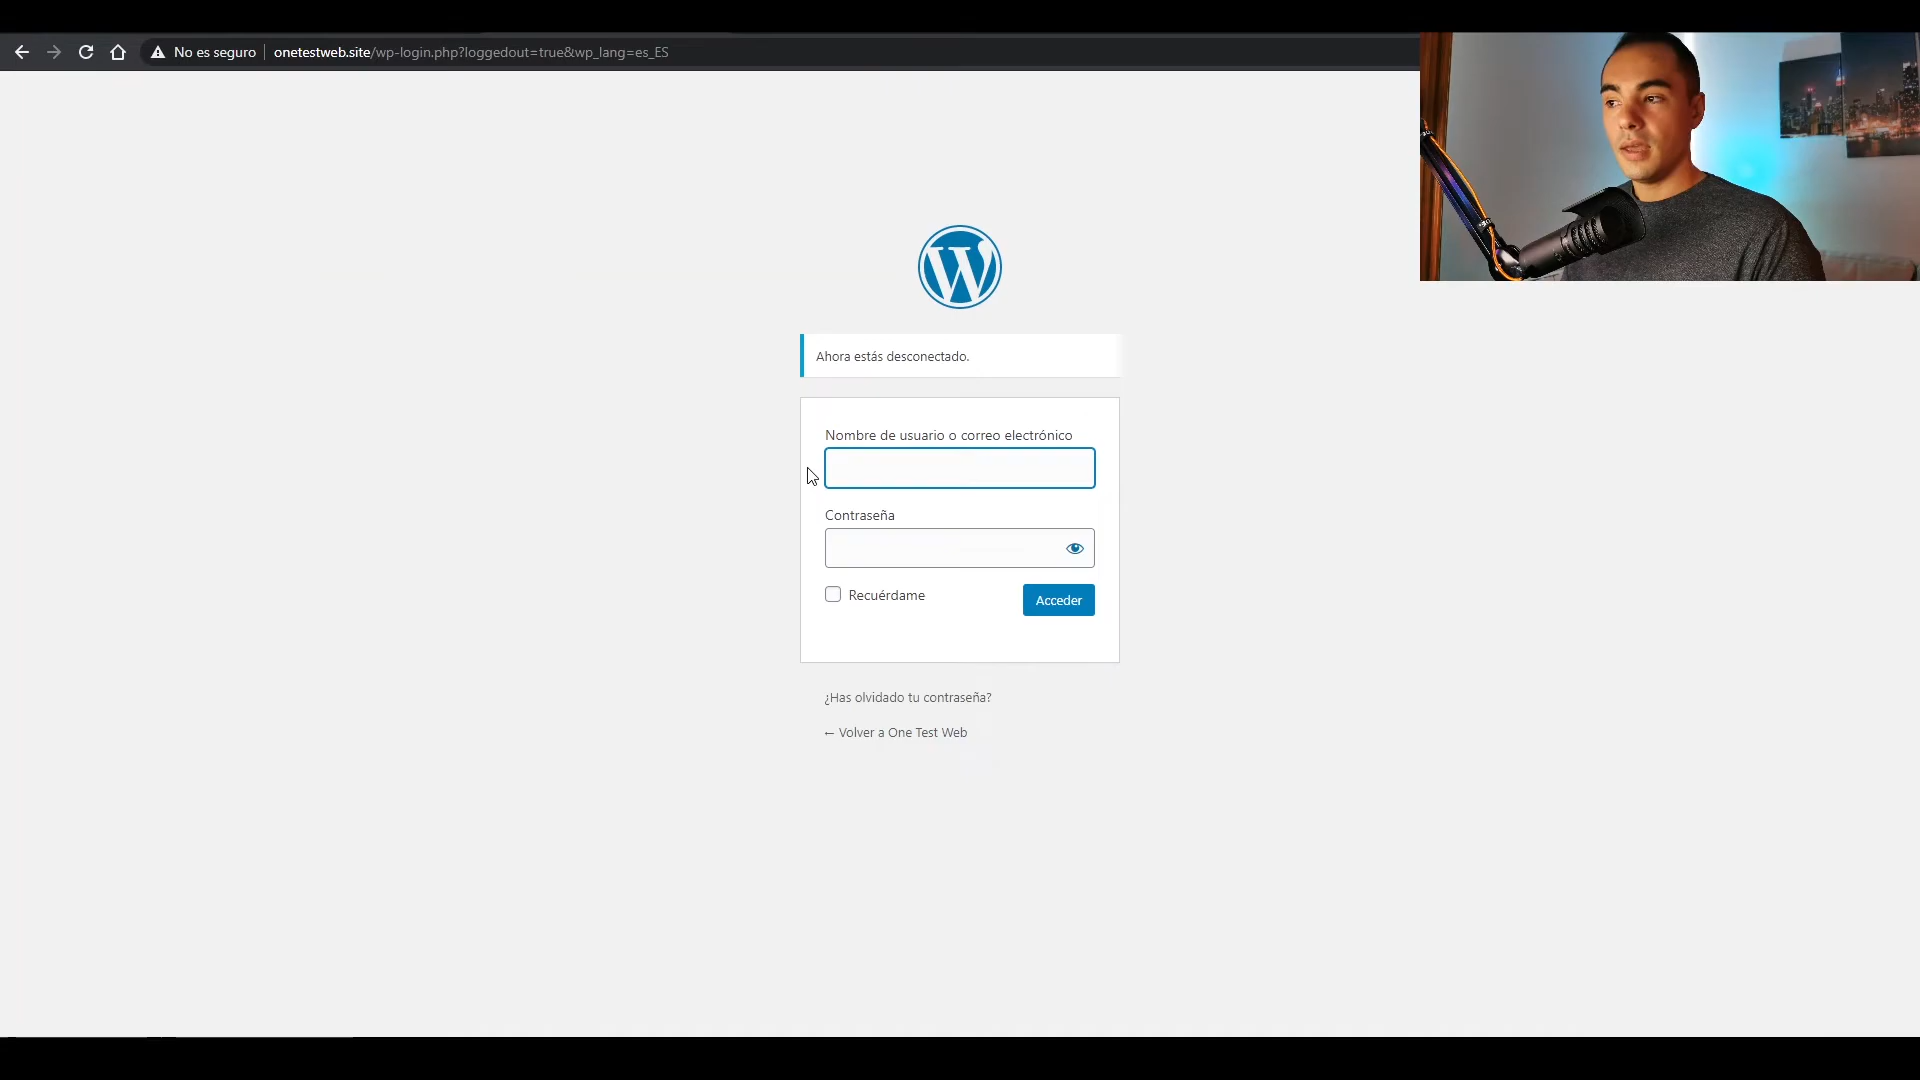 No es seguro onetestweb.site/wp-login.php?loggedout=true&wp_lang=es_ES
Ahora estás desconectado.
Nombre de usuario o correo electrónico
Contraseña
Recuérdame
Acceder
¿Has olvidado tu contraseña?
← Volver a One Test Web